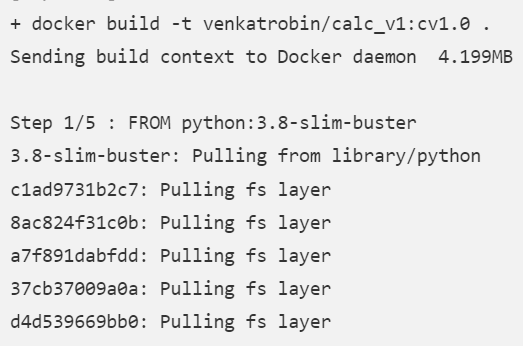 + docker build -t venkatrobin/calc_v1:cv1.0 .
Sending build context to Docker daemon  4.199MB
Step 1/5 : FROM python:3.8-slim-buster
3.8-slim-buster: Pulling from library/python
c1ad9731b2c7: Pulling fs layer
8ac824f31c0b: Pulling fs layer
a7f891dabfdd: Pulling fs layer
37cb37009a0a: Pulling fs layer
d4d539669bb0: Pulling fs layer